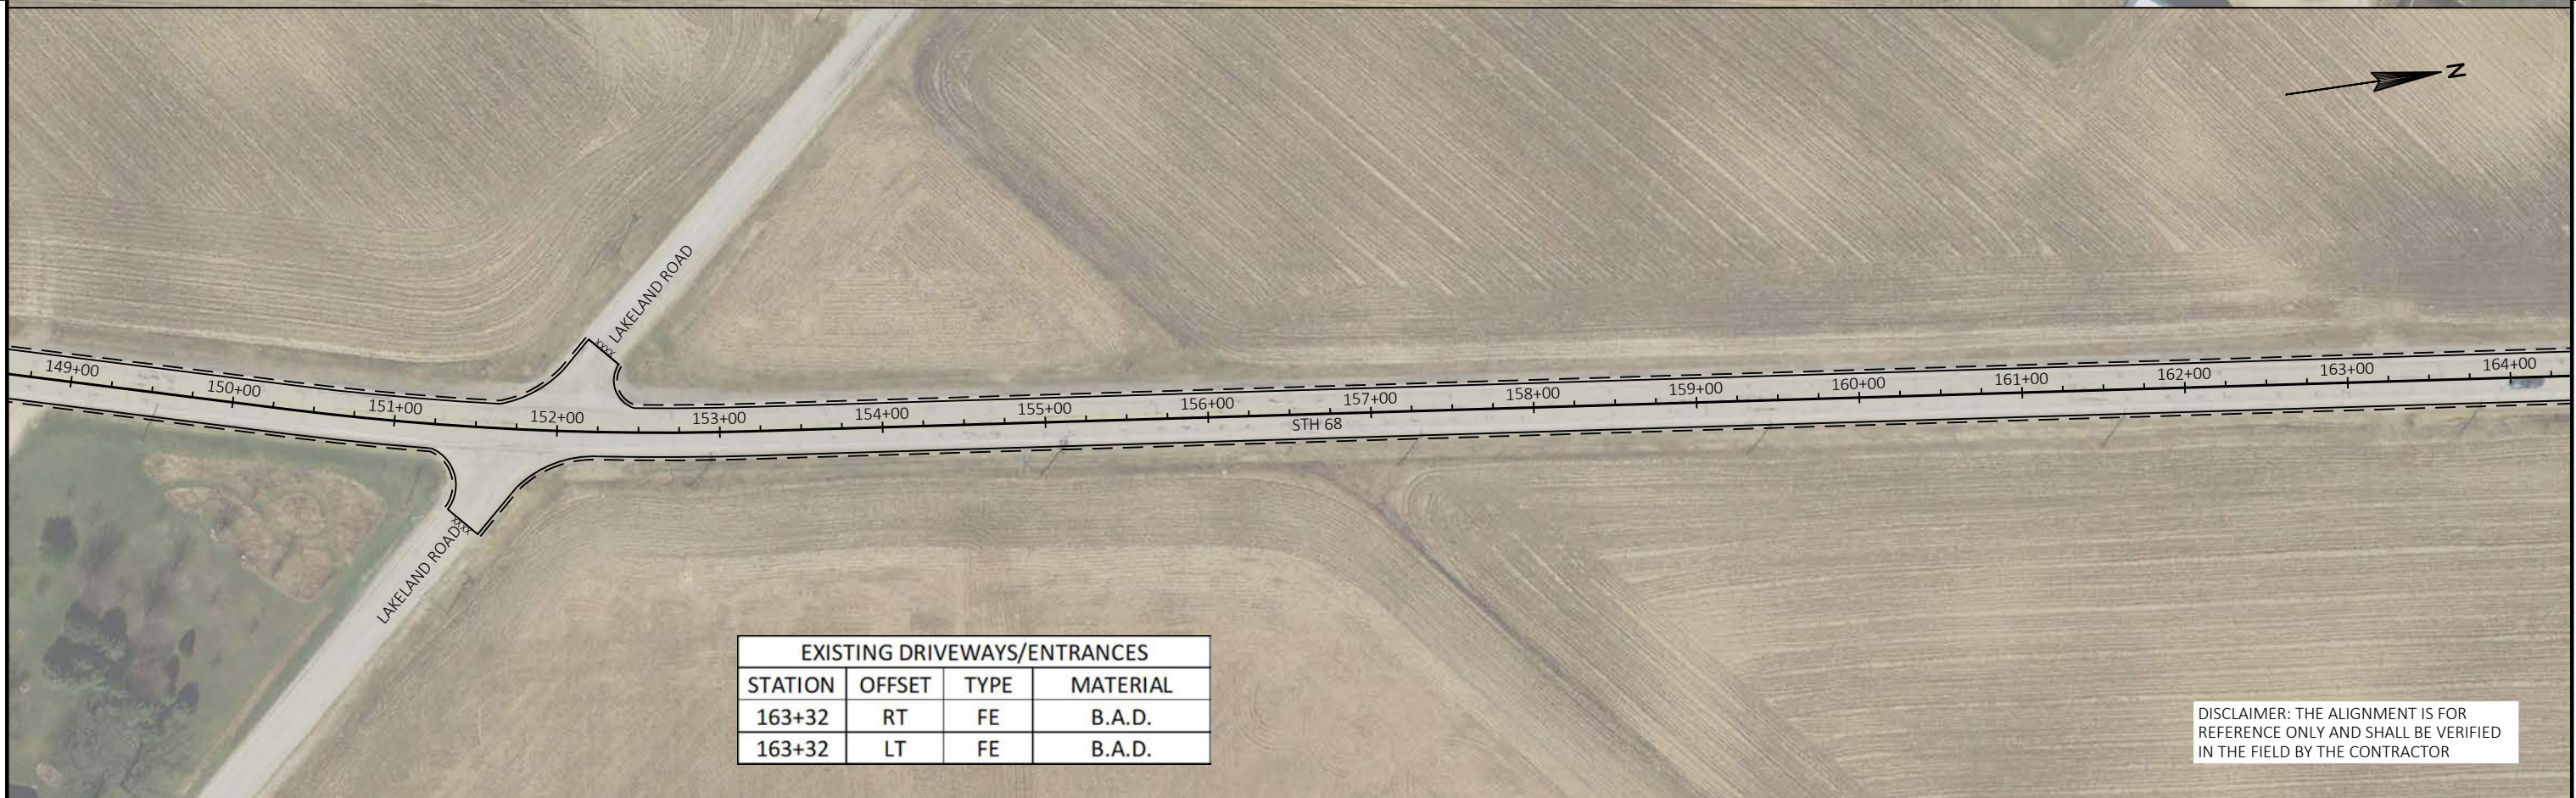 N
LAKELAND ROAD
149+00
150+00
151+00
152+00
153+00
154+00
155+00
156+00
157+00
158+00
159+00
160+00
161+00
162+00
163+00
164+00
STH 68
XXXX
XXXX
LAKELAND ROAD
EXISTING DRIVEWAYS/ENTRANCES
STATION OFFSET TYPE MATERIAL
163+32 RT FE B.A.D.
163+32 LT FE B.A.D.
DISCLAIMER: THE ALIGNMENT IS FOR
REFERENCE ONLY AND SHALL BE VERIFIED
IN THE FIELD BY THE CONTRACTOR